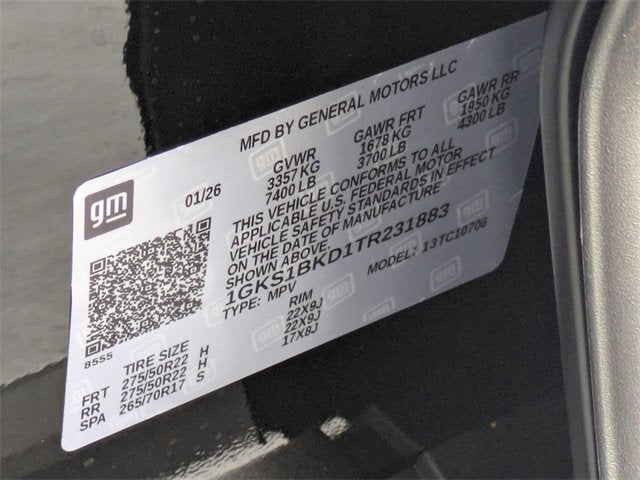 MFD BY GENERAL MOTORS LLC
gm
01/26
GVWR GAWR FRT GAWR RR
3357 KG 1678 KG 1950 KG
7400 LB 3700 LB 4300 LB
THIS VEHICLE CONFORMS TO ALL
APPLICABLE U.S. FEDERAL MOTOR
VEHICLE SAFETY STANDARDS IN EFFECT
ON THE DATE OF MANUFACTURE
SHOWN ABOVE.
1GKS1BKD1TR231883
TYPE: MPV MODEL: 13TC10706
8555
TIRE SIZE RIM
FRT 275/50R22 H 22X9J
RR 275/50R22 H 22X9J
SPA 265/70R17 S 17X8J